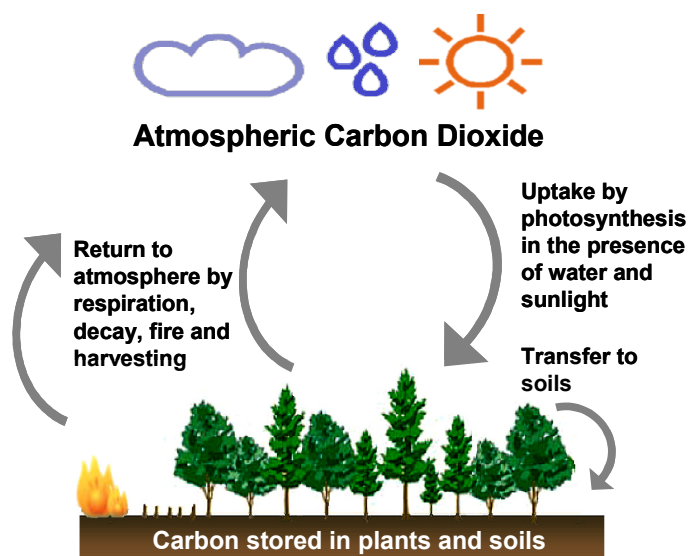 Atmospheric Carbon Dioxide
Uptake by
photosynthesis
in the presence
of water and
sunlight
Return to
atmosphere by
respiration,
decay, fire and
harvesting
Transfer to
soils
Carbon stored in plants and soils